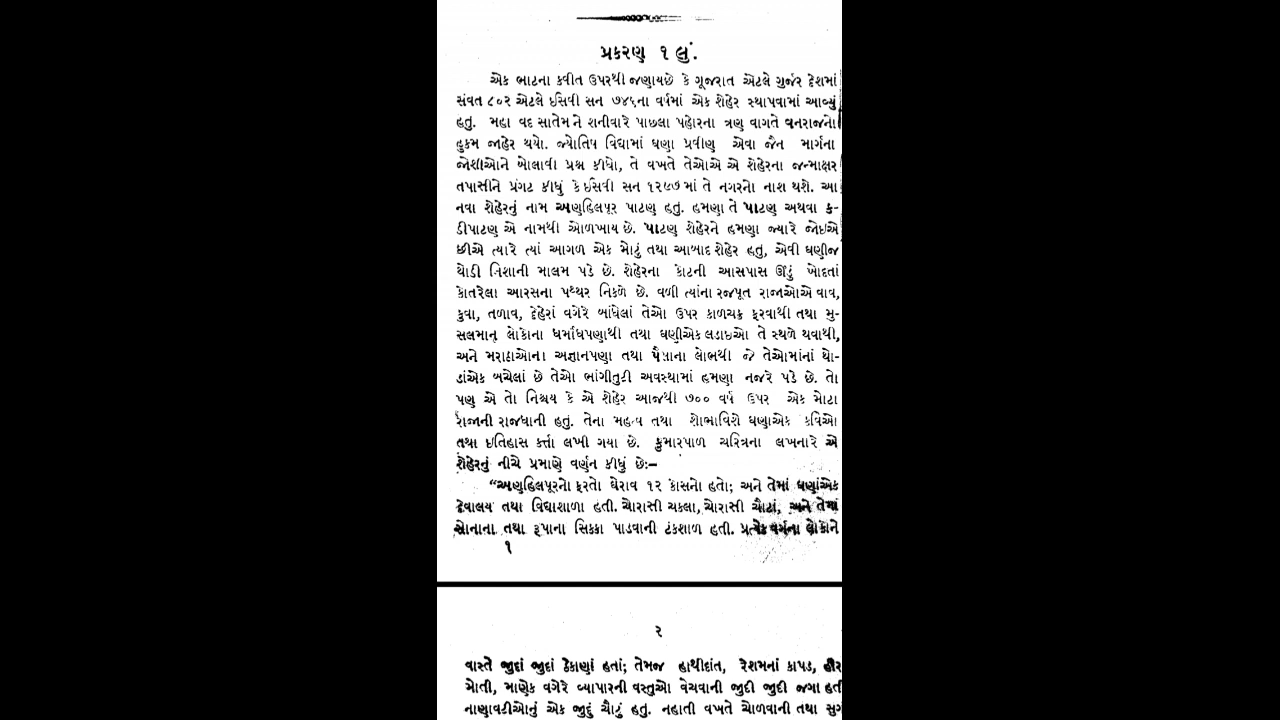 પ્રકરણ ૧ લું.
એક ભાટના કવીત ઉપરથી જણાયછે કે ગૂજરાત એટલે ગુર્જર દેશમાં
સંવત ૮૦૨ એટલે ઇસિવી સન ૭૪૬ના વર્ષમાં એક શેહેર સ્થાપવામાં આવ્યું
હતું. મહા વદ સાતેમ ને શનીવારે પાછલા પહોરના ત્રણ વાગતે વનરાજનો
હુકમ જાહેર થયો. જ્યોતિષ વિદ્યામાં ઘણા પ્રવીણ એવા જૈન માર્ગના
જોશીઓને બોલાવી પ્રશ્ન કીધો, તે વખતે તેઓએ એ શેહેરના જન્માક્ષર
તપાસીને પ્રગટ કીધું કે ઇસિવી સન ૧૨૯૭ માં તે નગરનો નાશ થશે. આ
નવા શેહેરનું નામ અણહિલપૂર પાટણ હતું. હમણા તે પાટણ અથવા ક-
ડીપાટણ એ નામથી ઓળખાય છે. પાટણ શેહેરને હમણા જ્યારે જોઇએ
છીએ ત્યારે ત્યાં આગળ એક મોટું તથા આબાદ શેહેર હતુ, એવી ઘણીજ
થોડી નિશાની માલમ પડે છે. શેહેરના કોટની આસપાસ ઊંડું ખોદતાં
કોતરેલા આરસના પથ્થર નિકળે છે. વળી ત્યાંના રજપૂત રાજાઓએ વાવ,
કુવા, તળાવ, દેહેરાં વગેરે બાંધેલાં તેઓ ઉપર કાળચક્ર ફરવાથી તથા મુ-
સલમાન લોકોના ધર્માંધપણાથી તથા ઘણીએક લડાઇઓ તે સ્થળે થવાથી,
અને મરાઠાઓના અજ્ઞાનપણા તથા પૈસાના લોભથી જે તેઓમાંનાં થો-
ડાંએક બચેલાં છે તેઓ ભાંગીતુટી અવસ્થામાં હમણા નજરે પડે છે. તો
પણ એ તો નિશ્ચય કે એ શેહેર આજથી ૭૦૦ વર્ષ ઉપર એક મોટા
રાજાની રાજધાની હતું. તેના મહત્વ તથા શોભાવિશે ઘણાએક કવિઓ
તથા ઇતિહાસ કર્ત્તા લખી ગયા છે. કુમારપાળ ચરિત્રના લખનારે એ
શેહેરનું નીચે પ્રમાણે વર્ણન કીધું છે:–
“અણહિલપૂરનો ફરતો ઘેરાવ ૧૨ કોસનો હતો; અને તેમાં ઘણાંએક
દેવાલય તથા વિદ્યાશાળા હતી. ચોરાસી ચકલા, ચોરાસી ચૌટાં, અને તેમાં
સોનાના તથા રૂપાના સિક્કા પાડવાની ટંકશાળ હતી. પ્રત્યેક વર્ગના લોકોને
૧
૨
વાસ્તે જુદાં જુદાં ઠેકાણાં હતાં; તેમજ હાથીદાંત, રેશમનાં કાપડ, હીર
મોતી, માણેક વગેરે વ્યાપારની વસ્તુઓ વેચવાની જુદી જુદી જગા હતી
નાણાવટીઓનું એક જુદું ચૌટું હતુ. નહાતી વખતે ચોળવાની તથા સુગ